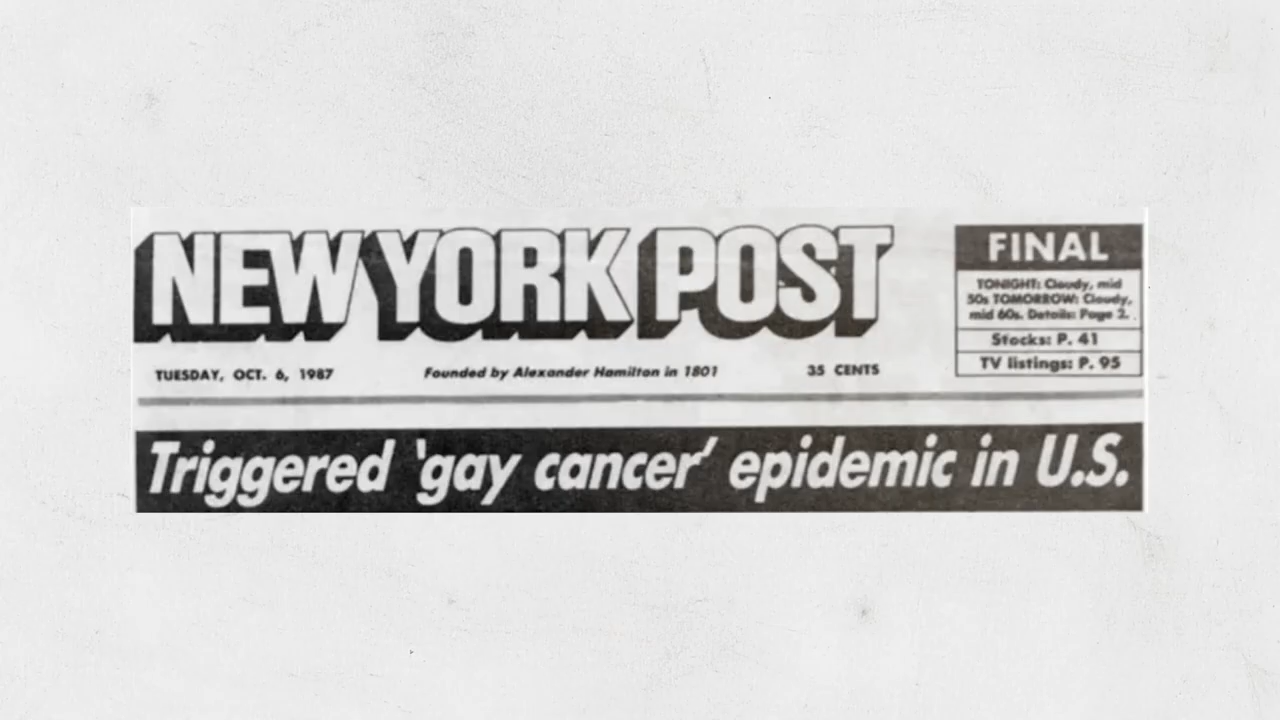 NEW YORK POST
FINAL
TONIGHT: Cloudy, mid
50s TOMORROW: Cloudy,
mid 60s. Details: Page 2.
Stocks: P. 41
TV listings: P. 95
TUESDAY, OCT. 6, 1987
Founded by Alexander Hamilton in 1801
35 CENTS
Triggered 'gay cancer' epidemic in U.S.